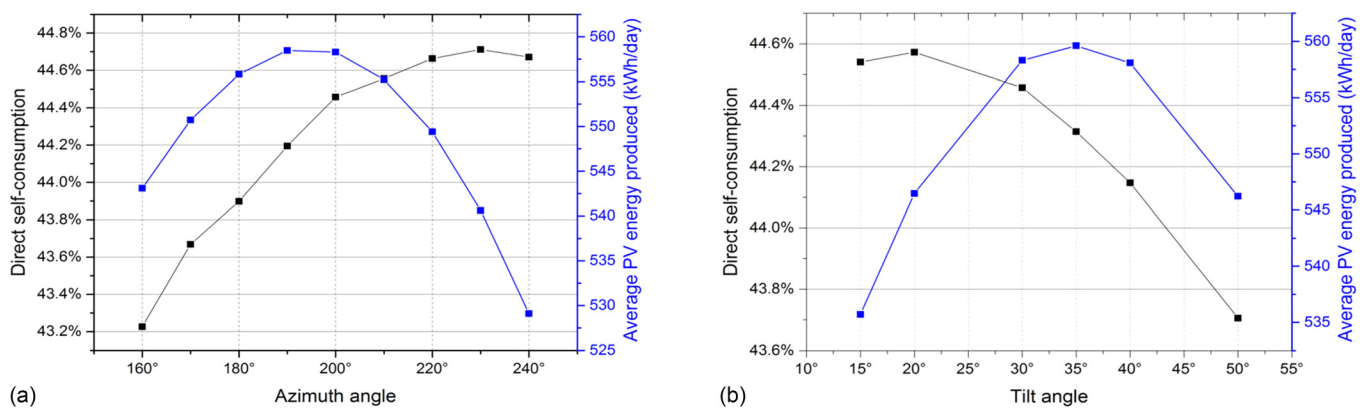 44.8%
44.6%
44.4%
44.2%
44.0%
43.8%
43.6%
43.4%
43.2%
Direct self-consumption
560
555
550
545
540
535
530
525
Average PV energy produced (kWh/day)
160° 180° 200° 220° 240°
Azimuth angle
(a)
44.6%
44.4%
44.2%
44.0%
43.8%
43.6%
Direct self-consumption
560
555
550
545
540
535
Average PV energy produced (kWh/day)
10° 15° 20° 25° 30° 35° 40° 45° 50° 55°
Tilt angle
(b)